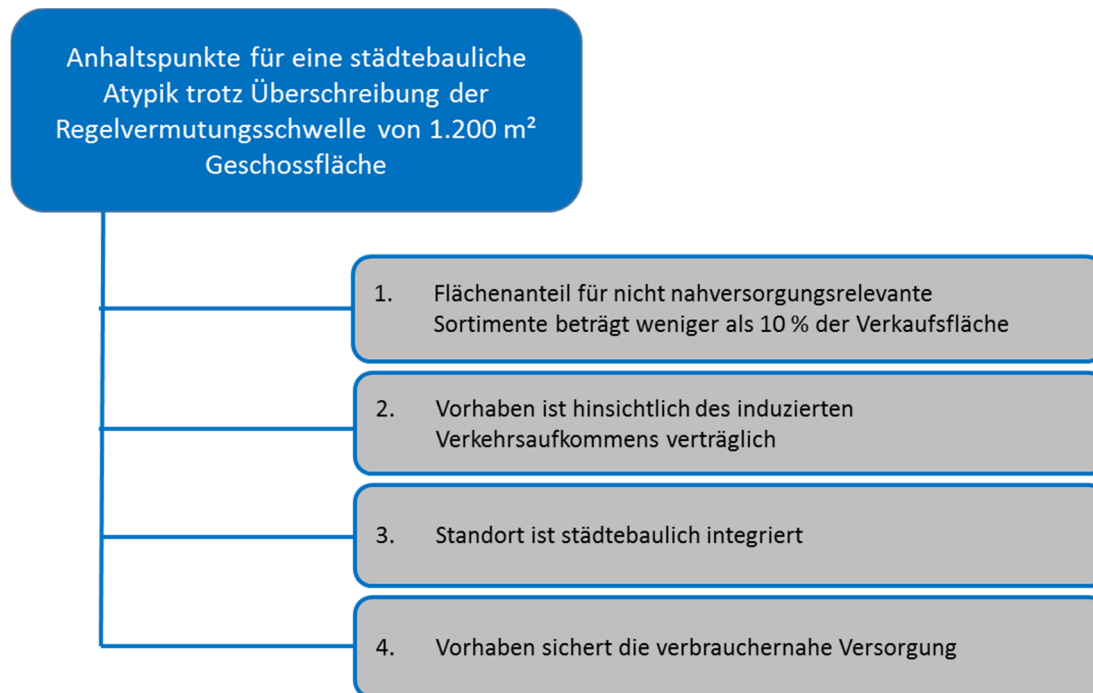 Anhaltspunkte für eine städtebauliche
Atypik trotz Überschreibung der
Regelvermutungsschwelle von 1.200 m²
Geschossfläche
1. Flächenanteil für nicht nahversorgungsrelevante
Sortimente beträgt weniger als 10 % der Verkaufsfläche
2. Vorhaben ist hinsichtlich des induzierten
Verkehrsaufkommens verträglich
3. Standort ist städtebaulich integriert
4. Vorhaben sichert die verbrauchernahe Versorgung